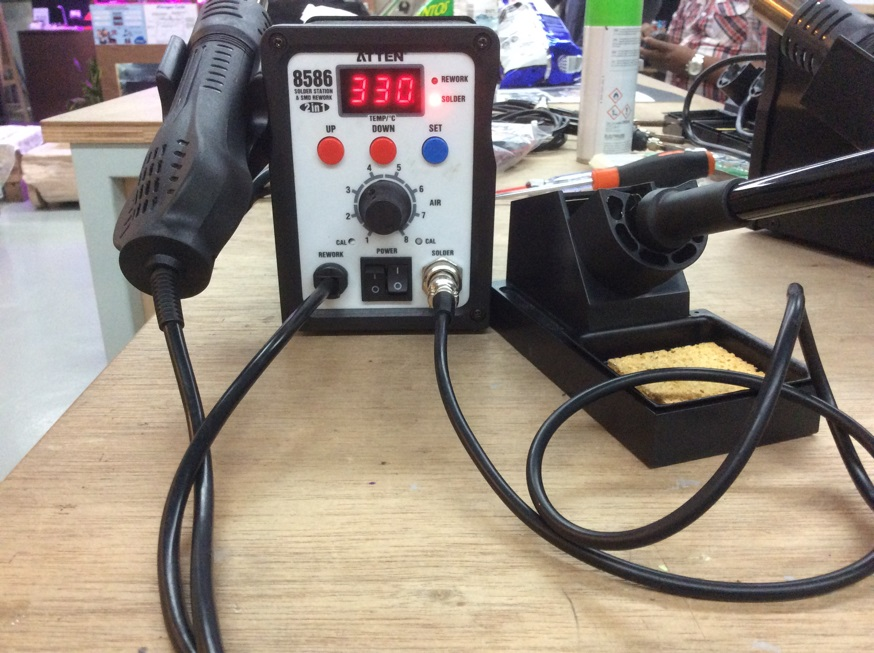 NTOS
ATTEN
8586
SOLDER STATION
& SMD REWORK
2 in 1
330
REWORK
SOLDER
TEMP/°C
UP
DOWN
SET
1
2
3
4
5
6
7
8
AIR
CAL
CAL
REWORK
POWER
SOLDER
I
I
O
O